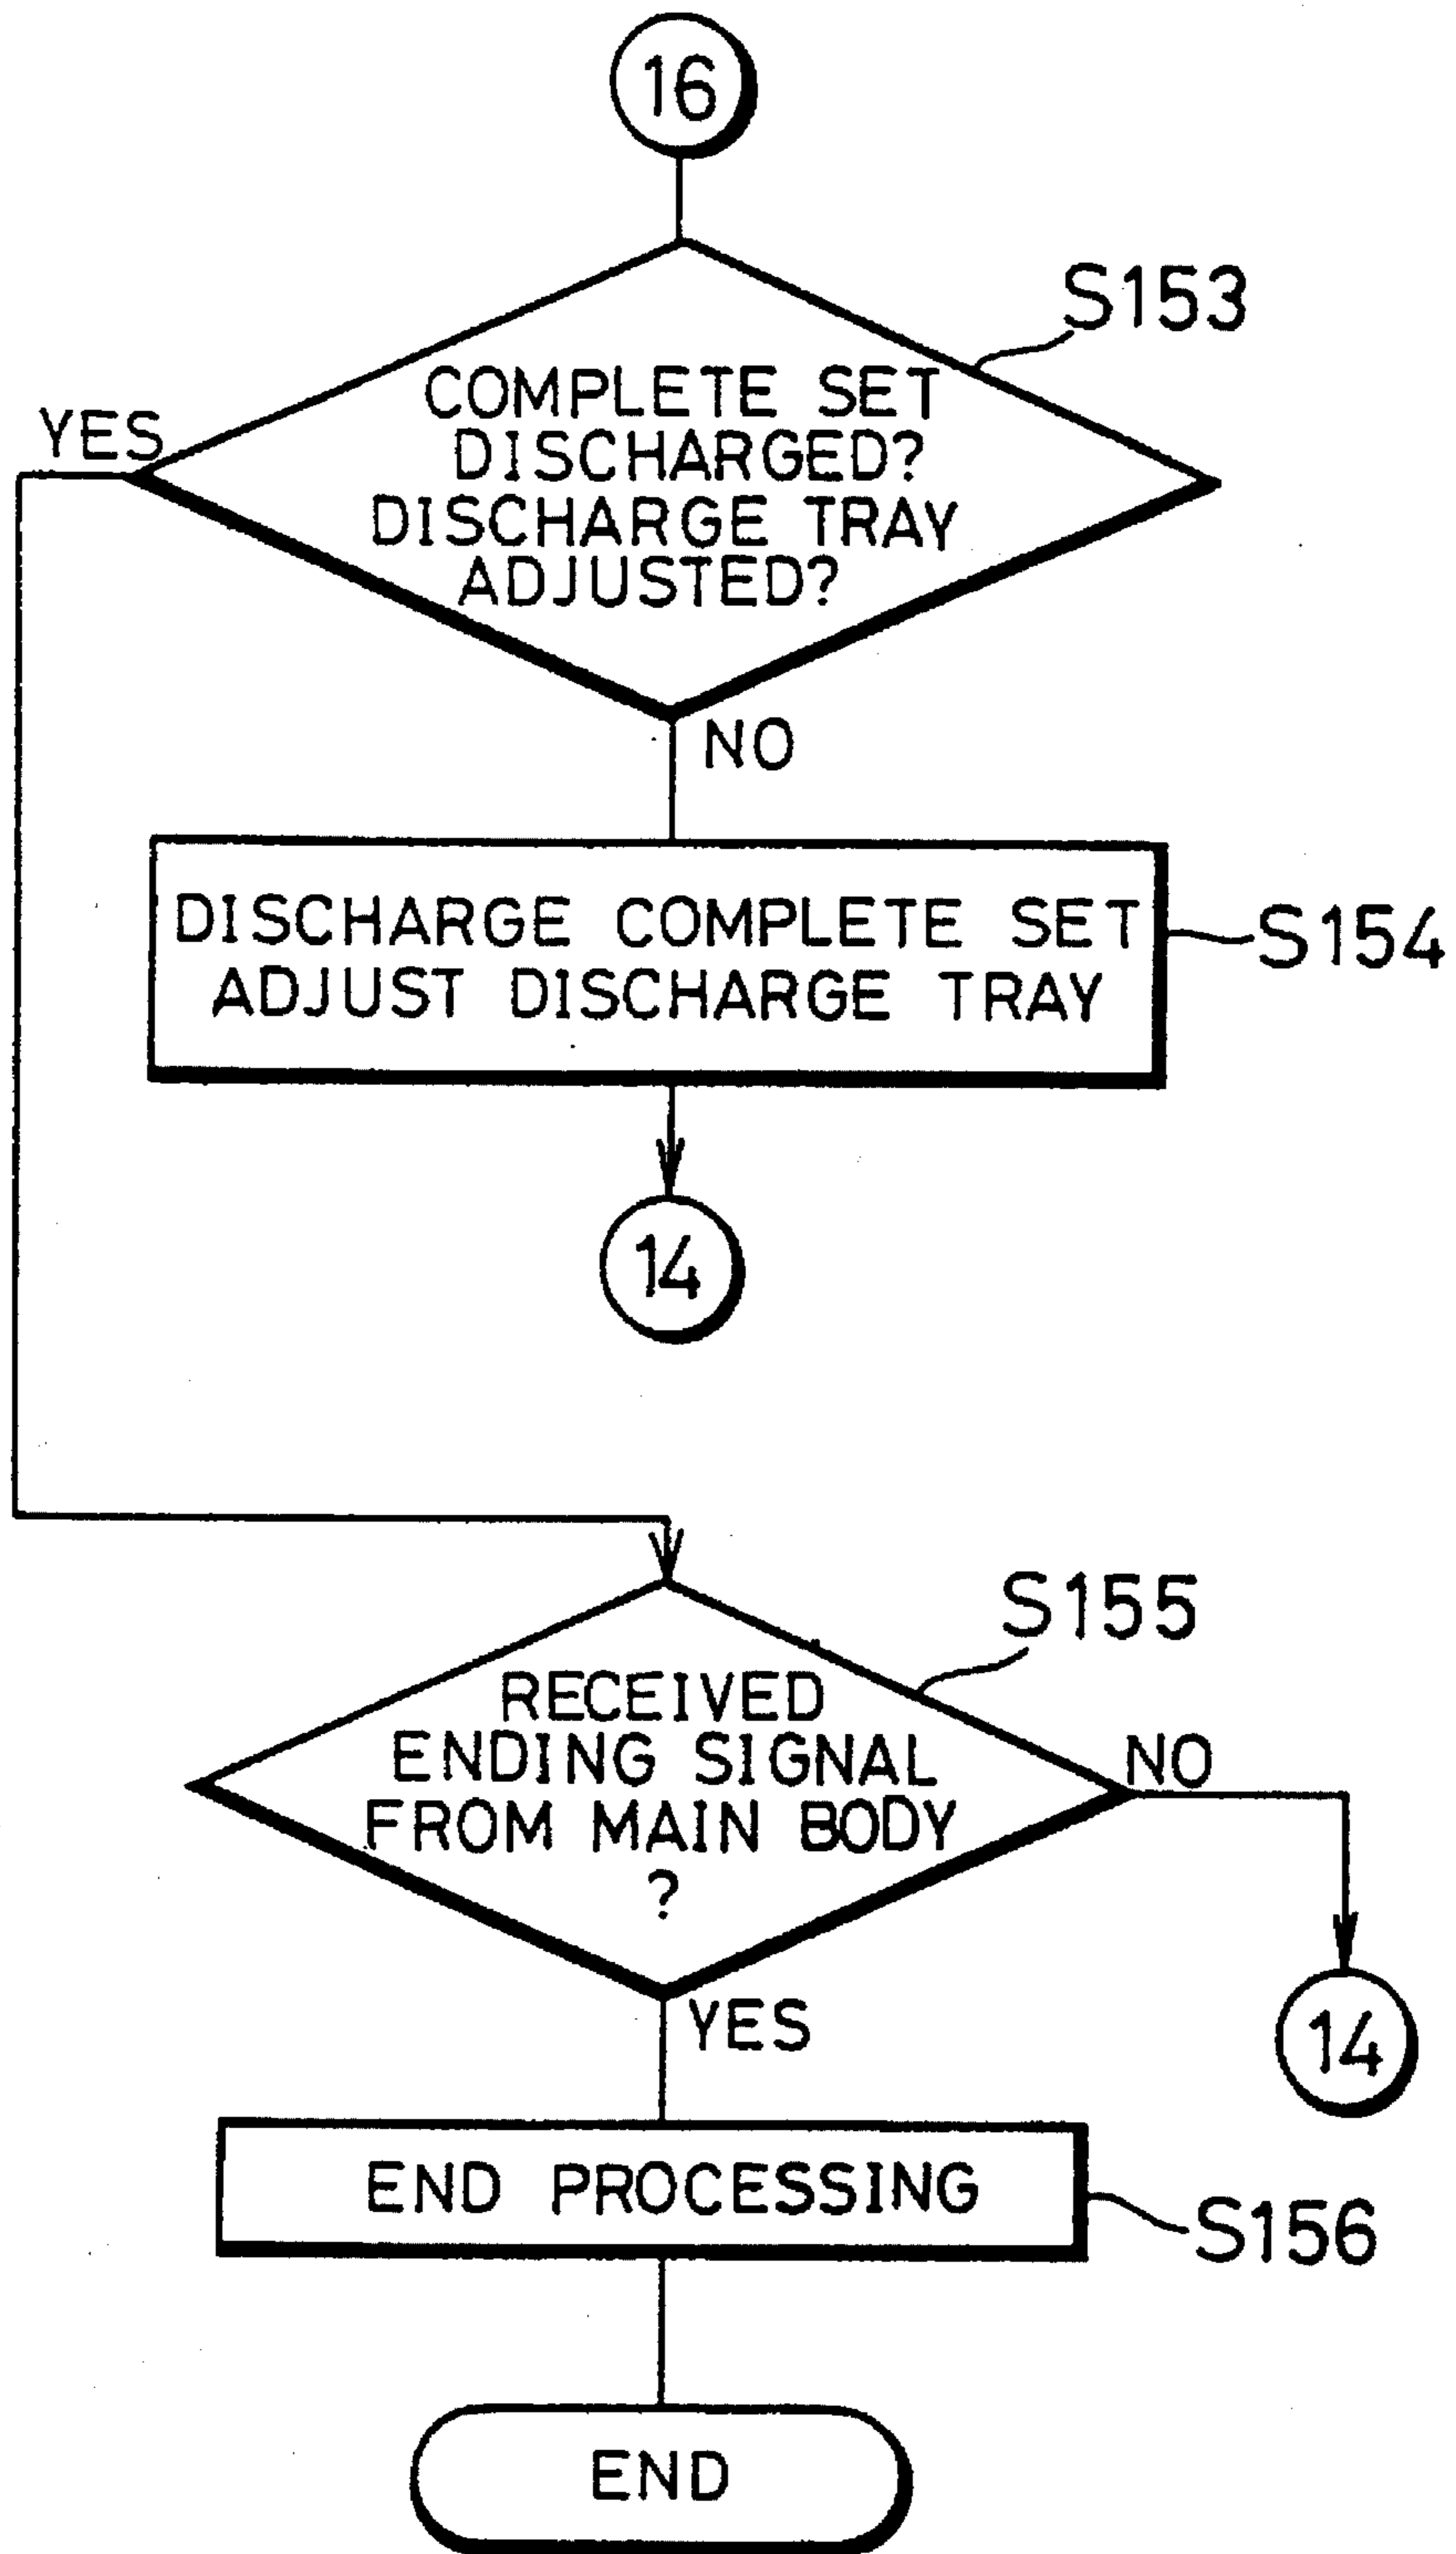 16
S153
COMPLETE SET
DISCHARGED?
DISCHARGE TRAY
ADJUSTED?
YES
NO
DISCHARGE COMPLETE SET
ADJUST DISCHARGE TRAY
S154
14
S155
RECEIVED
ENDING SIGNAL
FROM MAIN BODY
?
NO
14
YES
END PROCESSING
S156
END